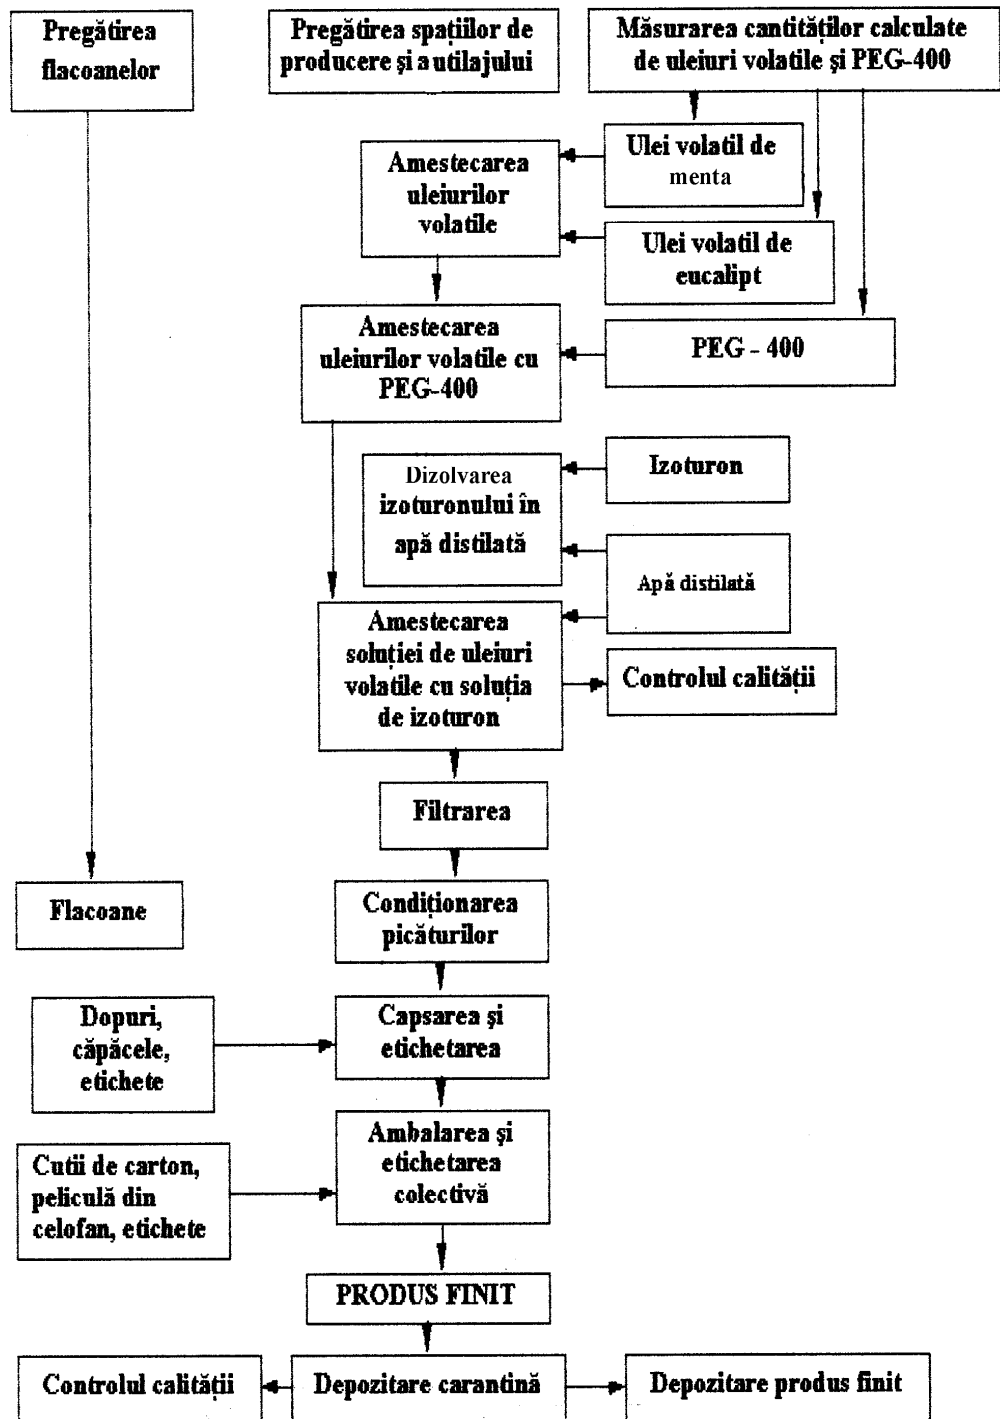 Pregătirea
flacoanelor
Pregătirea spațiilor de
producere și a utilajului
Măsurarea cantităților calculate
de uleiuri volatile și PEG-400
Ulei volatil de
menta
Amestecarea
uleiurilor
volatile
Ulei volatil de
eucalipt
Amestecarea
uleiurilor volatile cu
PEG-400
PEG - 400
Dizolvarea
izoturonului în
apă distilată
Izoturon
Apă distilată
Amestecarea
soluției de uleiuri
volatile cu soluția
de izoturon
Controlul calității
Filtrarea
Flacoane
Condiționarea
picăturilor
Dopuri,
căpăcele,
etichete
Capsarea și
etichetarea
Cutii de carton,
peliculă din
celofan, etichete
Ambalarea și
etichetarea
colectivă
PRODUS FINIT
Controlul calității
Depozitare carantină
Depozitare produs finit